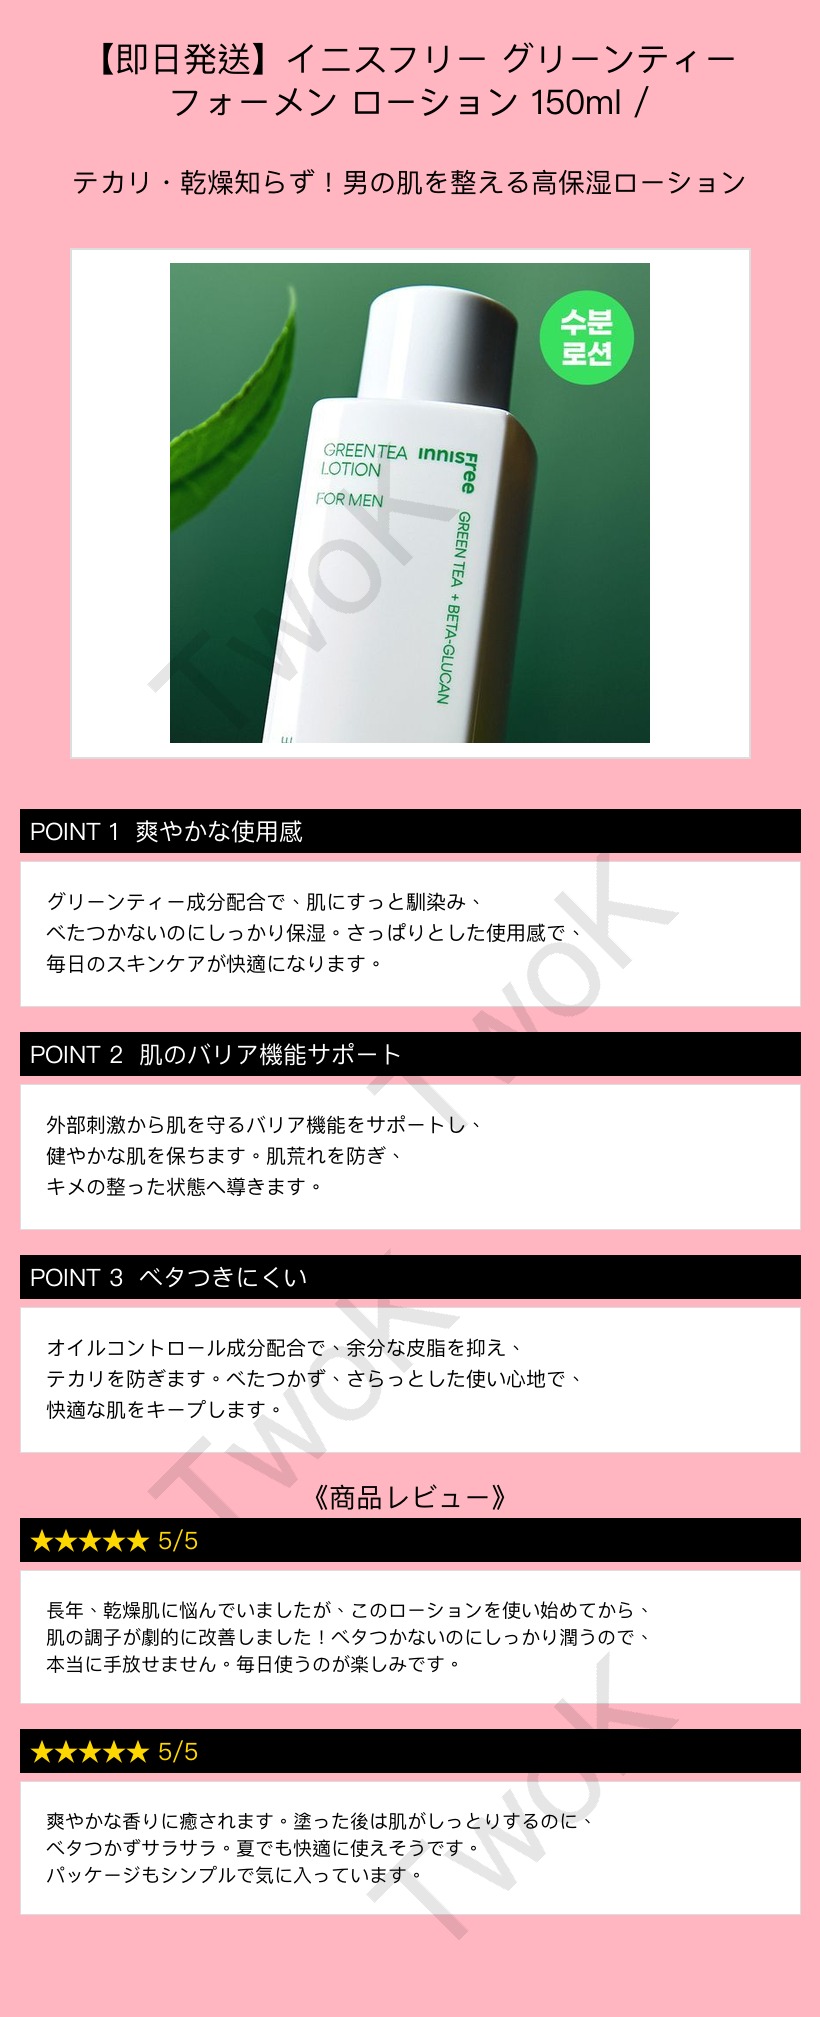 【即日発送】イニスフリー グリーンティー
フォーメン ローション 150ml /
テカリ・乾燥知らず！男の肌を整える高保湿ローション
수분
로션
GREEN TEA
LOTION
FOR MEN
innisfree
GREEN TEA + BETA-GLUCAN
TwoK
POINT 1 爽やかな使用感
グリーンティー成分配合で、肌にすっと馴染み、
べたつかないのにしっかり保湿。さっぱりとした使用感で、
毎日のスキンケアが快適になります。
TwoK
POINT 2 肌のバリア機能サポート
外部刺激から肌を守るバリア機能をサポートし、
健やかな肌を保ちます。肌荒れを防ぎ、
キメの整った状態へ導きます。
POINT 3 ベタつきにくい
オイルコントロール成分配合で、余分な皮脂を抑え、
テカリを防ぎます。べたつかず、さらっとした使い心地で、
快適な肌をキープします。
TwoK
《商品レビュー》
★★★★★ 5/5
長年、乾燥肌に悩んでいましたが、このローションを使い始めてから、
肌の調子が劇的に改善しました！ベタつかないのにしっかり潤うので、
本当に手放せません。毎日使うのが楽しみです。
★★★★★ 5/5
爽やかな香りに癒されます。塗った後は肌がしっとりするのに、
ベタつかずサラサラ。夏でも快適に使えそうです。
パッケージもシンプルで気に入っています。
TwoK